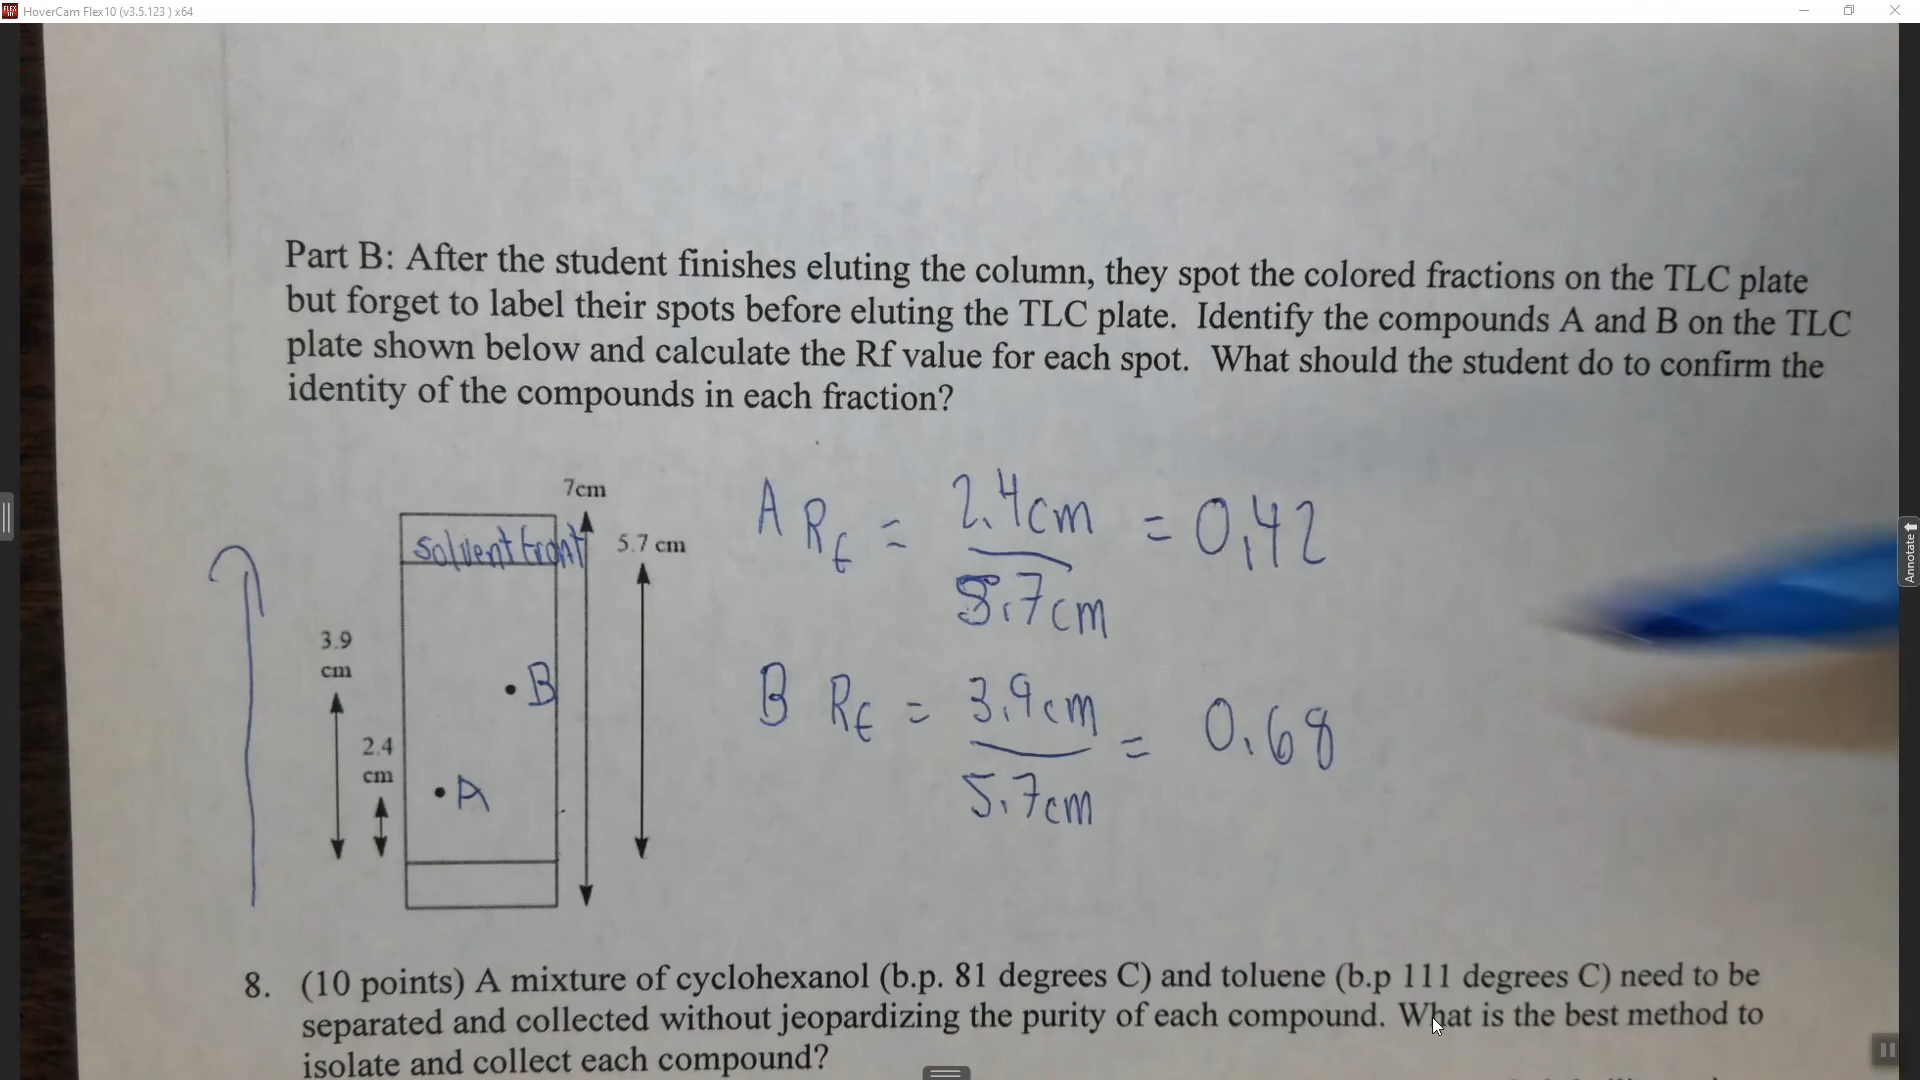 HoverCam Flex10 (v3.5.123 ) x64
Part B: After the student finishes eluting the column, they spot the colored fractions on the TLC plate
but forget to label their spots before eluting the TLC plate. Identify the compounds A and B on the TLC
plate shown below and calculate the Rf value for each spot. What should the student do to confirm the
identity of the compounds in each fraction?
7cm
solvent front
5.7 cm
3.9
cm
2.4
cm
B
A
A Rf = 2.4cm = 0.42
5.7cm
B Rf = 3.9cm = 0.68
5.7cm
Annotate
8. (10 points) A mixture of cyclohexanol (b.p. 81 degrees C) and toluene (b.p 111 degrees C) need to be
separated and collected without jeopardizing the purity of each compound. What is the best method to
isolate and collect each compound?